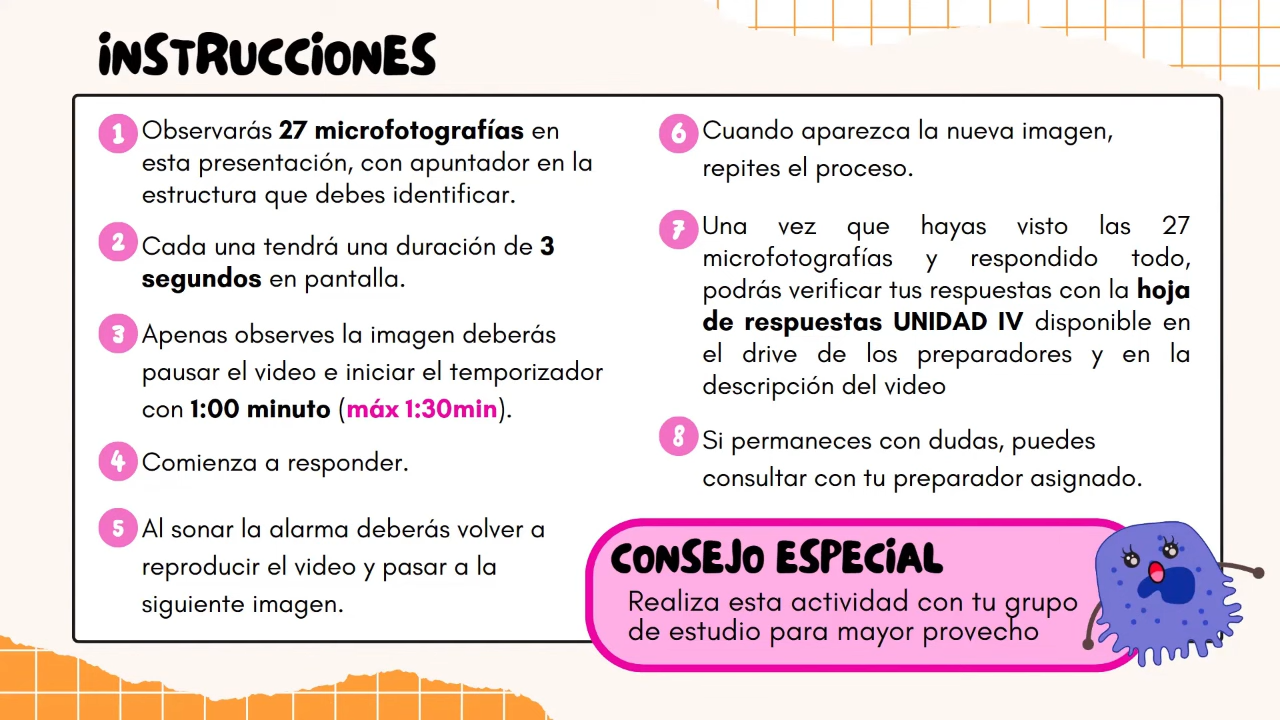 INSTRUCCIONES
1 Observarás 27 microfotografías en
esta presentación, con apuntador en la
estructura que debes identificar.
2 Cada una tendrá una duración de 3
segundos en pantalla.
3 Apenas observes la imagen deberás
pausar el video e iniciar el temporizador
con 1:00 minuto (máx 1:30min).
4 Comienza a responder.
5 Al sonar la alarma deberás volver a
reproducir el video y pasar a la
siguiente imagen.
6 Cuando aparezca la nueva imagen,
repites el proceso.
7 Una vez que hayas visto las 27
microfotografías y respondido todo,
podrás verificar tus respuestas con la hoja
de respuestas UNIDAD IV disponible en
el drive de los preparadores y en la
descripción del video
8 Si permaneces con dudas, puedes
consultar con tu preparador asignado.
CONSEJO ESPECIAL
Realiza esta actividad con tu grupo
de estudio para mayor provecho